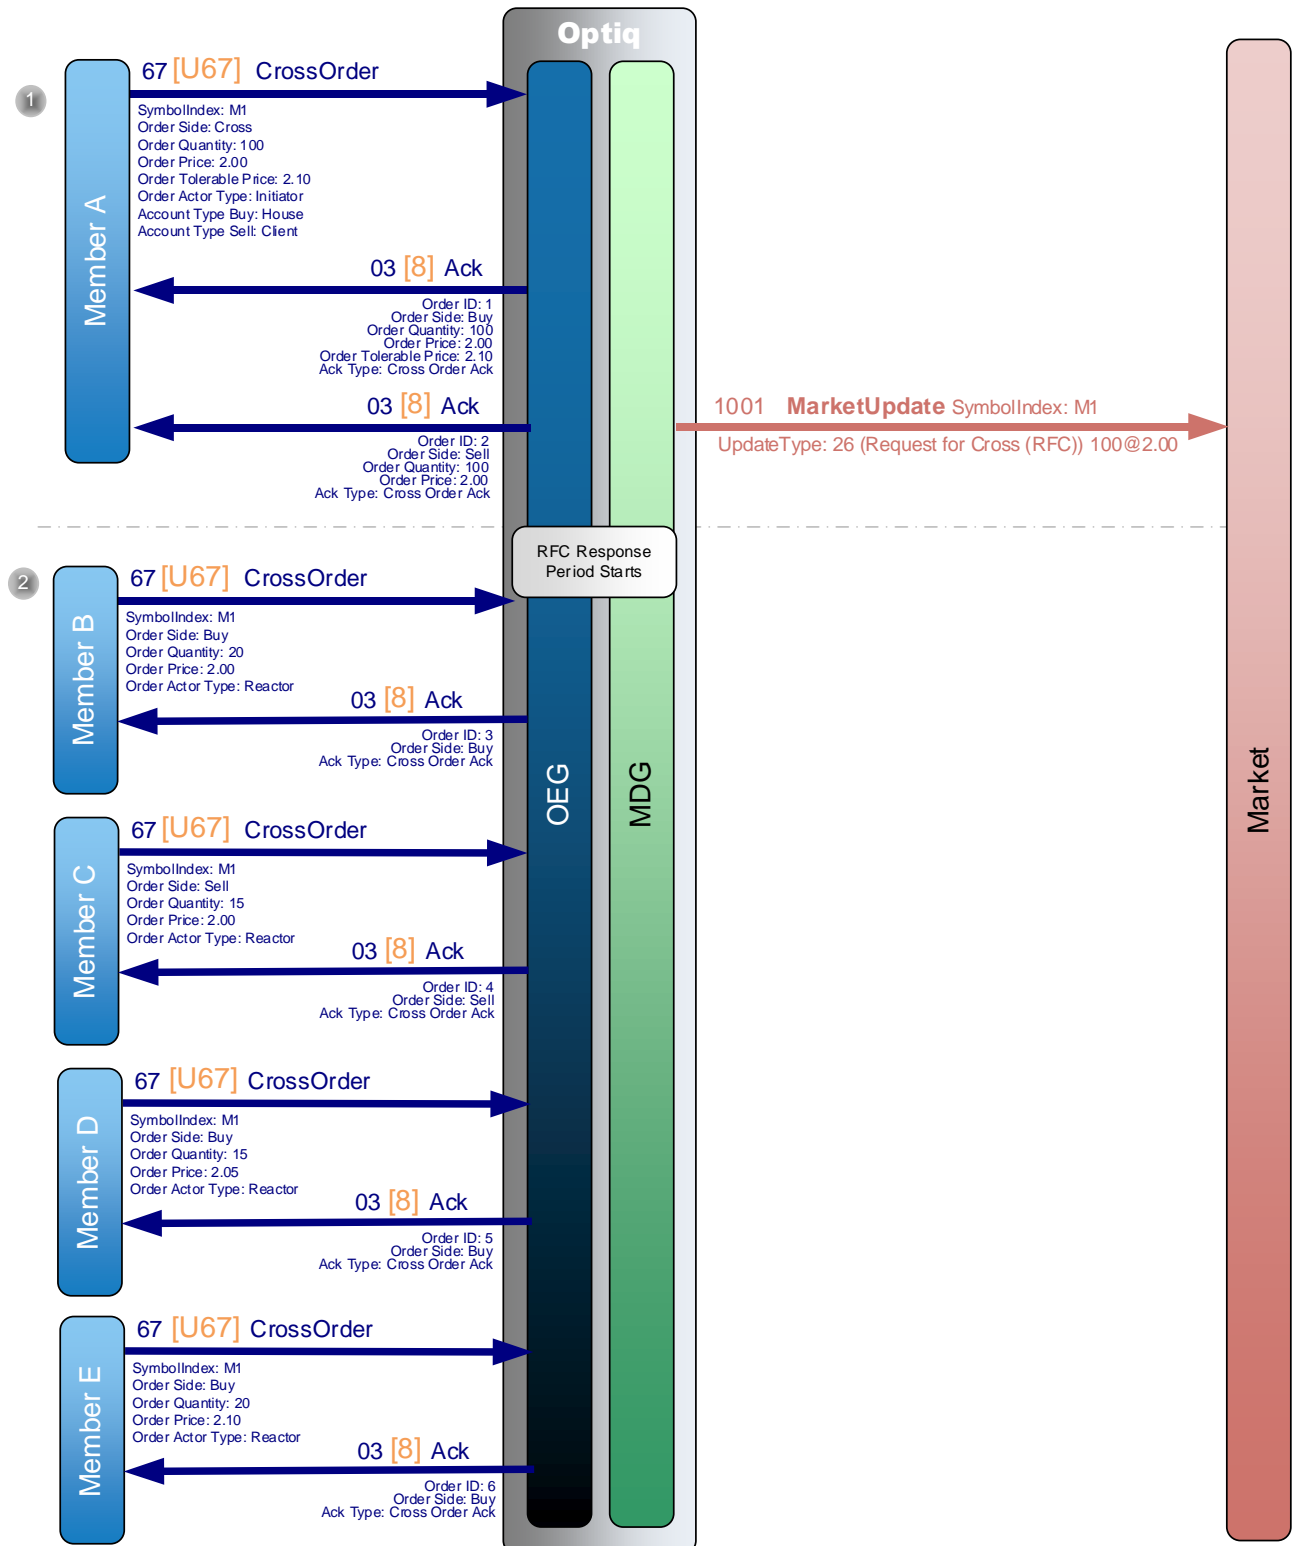 Optiq
1
Member A
67 [U67] CrossOrder
SymbolIndex: M1
Order Side: Cross
Order Quantity: 100
Order Price: 2.00
Order Tolerable Price: 2.10
Order Actor Type: Initiator
Account Type Buy: House
Account Type Sell: Client
03 [8] Ack
Order ID: 1
Order Side: Buy
Order Quantity: 100
Order Price: 2.00
Order Tolerable Price: 2.10
Ack Type: Cross Order Ack
03 [8] Ack
Order ID: 2
Order Side: Sell
Order Quantity: 100
Order Price: 2.00
Ack Type: Cross Order Ack
1001 MarketUpdate SymbolIndex: M1
UpdateType: 26 (Request for Cross (RFC)) 100@2.00
RFC Response
Period Starts
2
Member B
67 [U67] CrossOrder
SymbolIndex: M1
Order Side: Buy
Order Quantity: 20
Order Price: 2.00
Order Actor Type: Reactor
03 [8] Ack
Order ID: 3
Order Side: Buy
Ack Type: Cross Order Ack
OEG
MDG
Market
Member C
67 [U67] CrossOrder
SymbolIndex: M1
Order Side: Sell
Order Quantity: 15
Order Price: 2.00
Order Actor Type: Reactor
03 [8] Ack
Order ID: 4
Order Side: Sell
Ack Type: Cross Order Ack
Member D
67 [U67] CrossOrder
SymbolIndex: M1
Order Side: Buy
Order Quantity: 15
Order Price: 2.05
Order Actor Type: Reactor
03 [8] Ack
Order ID: 5
Order Side: Buy
Ack Type: Cross Order Ack
Member E
67 [U67] CrossOrder
SymbolIndex: M1
Order Side: Buy
Order Quantity: 20
Order Price: 2.10
Order Actor Type: Reactor
03 [8] Ack
Order ID: 6
Order Side: Buy
Ack Type: Cross Order Ack